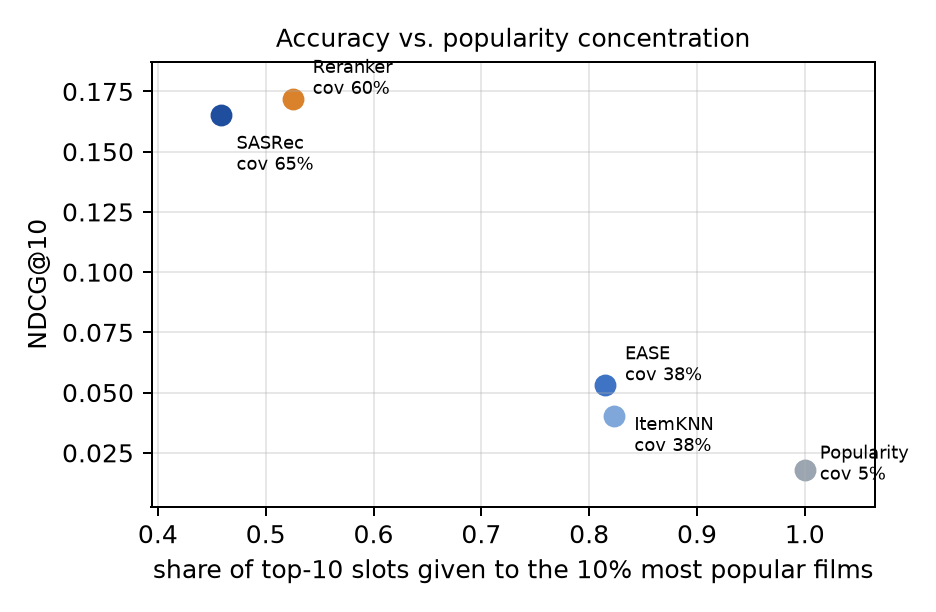 Accuracy vs. popularity concentration
Reranker
cov 60%
SASRec
cov 65%
EASE
cov 38%
ItemKNN
cov 38%
Popularity
cov 5%
NDCG@10
0.175
0.150
0.125
0.100
0.075
0.050
0.025
0.4 0.5 0.6 0.7 0.8 0.9 1.0
share of top-10 slots given to the 10% most popular films